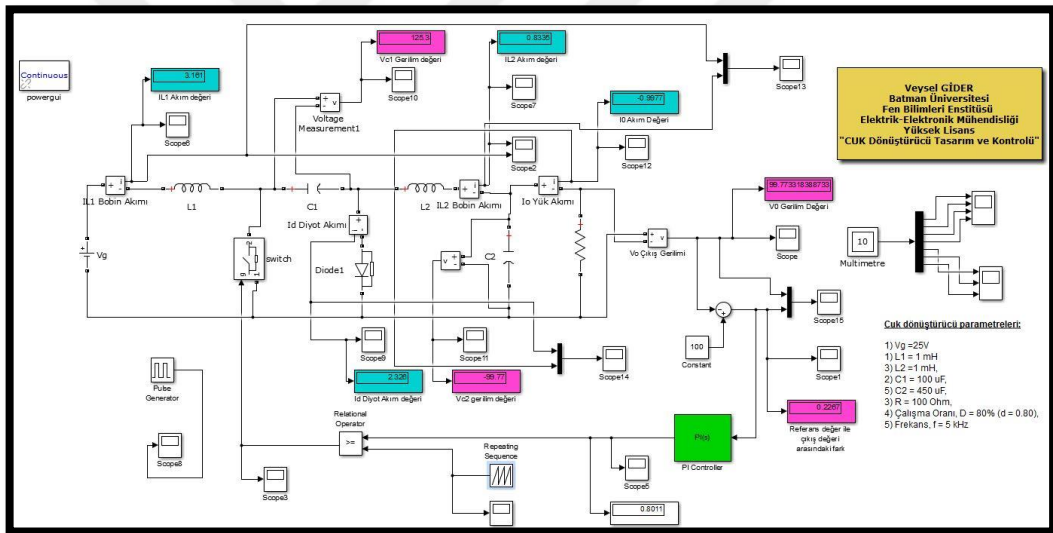 Continuous
powergui
3.161
IL1 Akım değeri
Scope6
125.3
Vc1 Gerilim değeri
Scope10
Voltage
Measurement1
0.8335
IL2 Akım değeri
Scope7
-0.9977
I0 Akım Değeri
Scope12
Scope2
Scope13
Veysel GİDER
Batman Üniversitesi
Fen Bilimleri Enstitüsü
Elektrik-Elektronik Mühendisliği
Yüksek Lisans
"CUK Dönüştürücü Tasarım ve Kontrolü"
IL1 Bobin Akımı
L1
C1
L2
IL2 Bobin Akımı
Io Yük Akımı
Id Diyot Akımı
Vg
switch
Diode1
C2
Vo Çıkış Gerilimi
99.773318388733
V0 Gerilim Değeri
Scope
10
Multimetre
Scope15
100
Constant
Scope1
0.2267
Referans değer ile
çıkış değeri
arasındaki fark
Cuk dönüştürücü parametreleri:
1) Vg =25V
1) L1 = 1 mH
3) L2 =1 mH,
2) C1 = 100 uF,
5) C2 = 450 uF,
3) R = 100 Ohm,
4) Çalışma Oranı, D = 80% (d = 0.80),
5) Frekans, f = 5 kHz
Scope9
Scope11
Scope14
2.326
Id Diyot Akım değeri
-99.77
Vc2 gerilim değeri
Pulse
Generator
Scope8
Scope3
Relational
Operator
>=
Repeating
Sequence
PI(s)
PI Controller
Scope5
0.8011